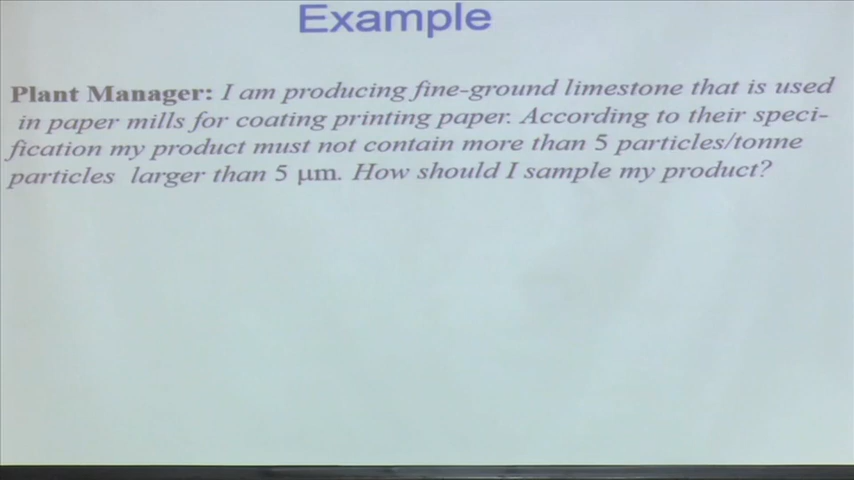 Example
Plant Manager: I am producing fine-ground limestone that is used
in paper mills for coating printing paper. According to their speci-
fication my product must not contain more than 5 particles/tonne
particles larger than 5 µm. How should I sample my product?